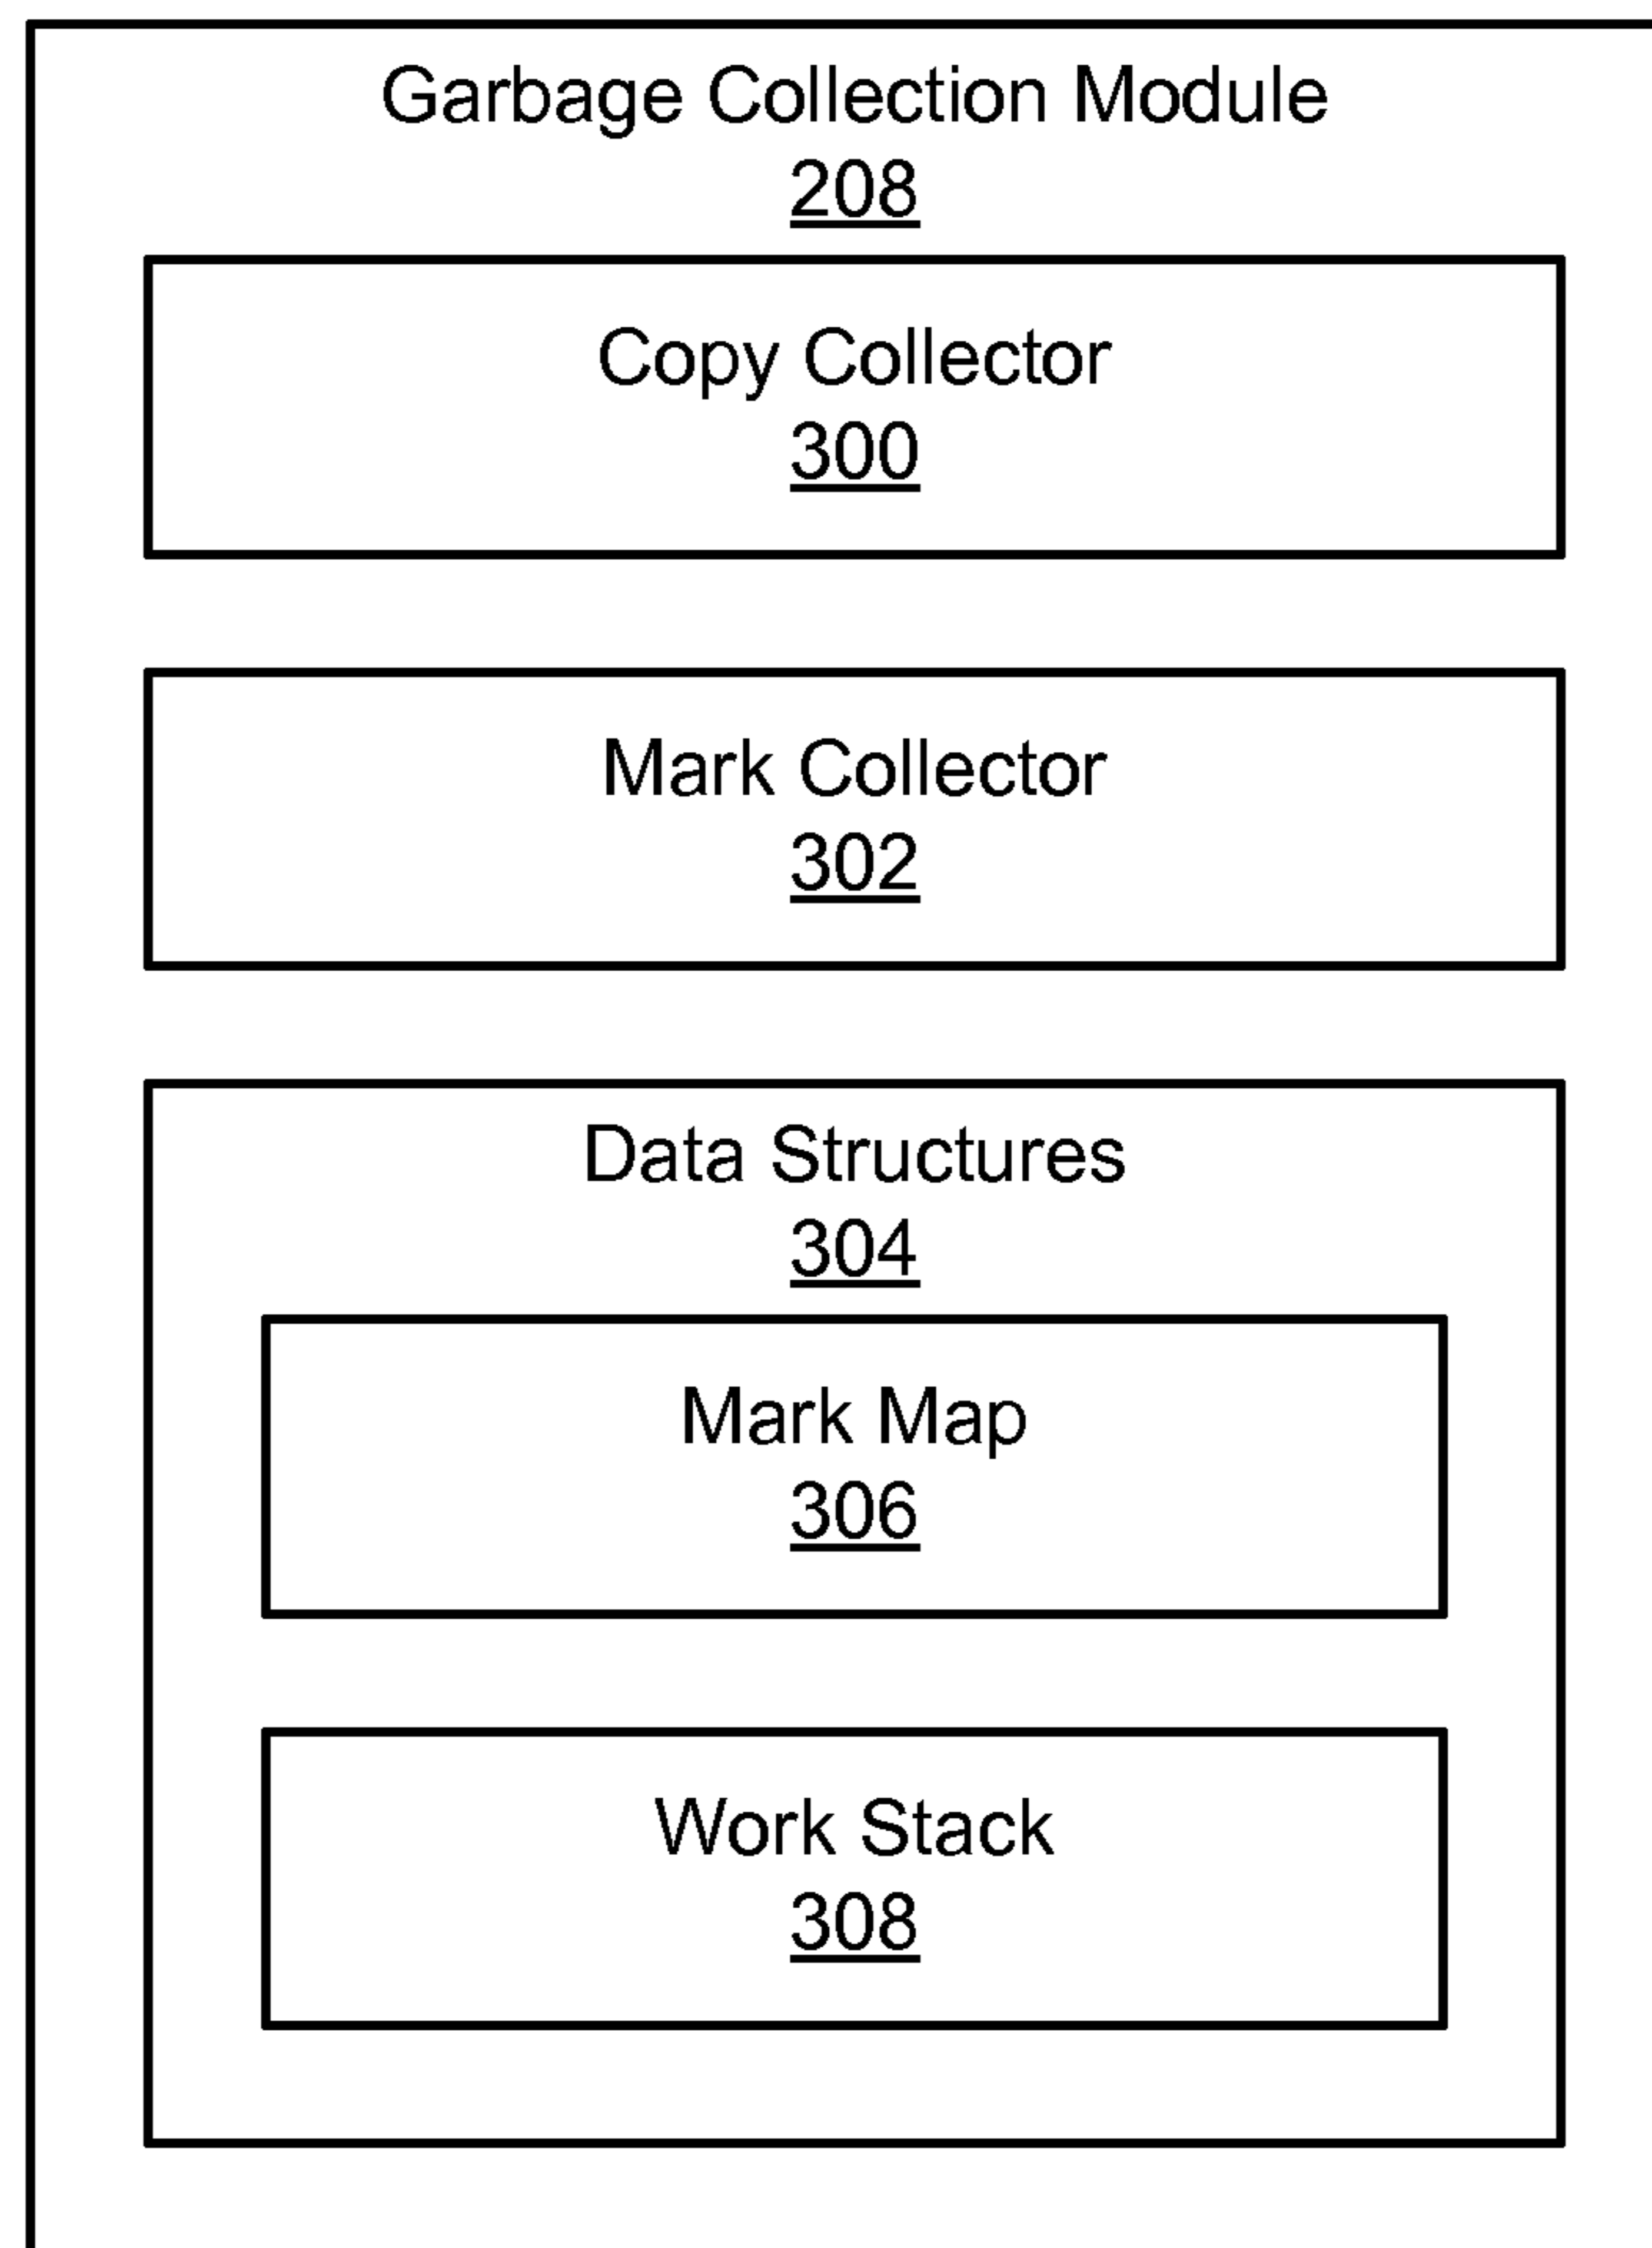 Garbage Collection Module
208
Copy Collector
300
Mark Collector
302
Data Structures
304
Mark Map
306
Work Stack
308